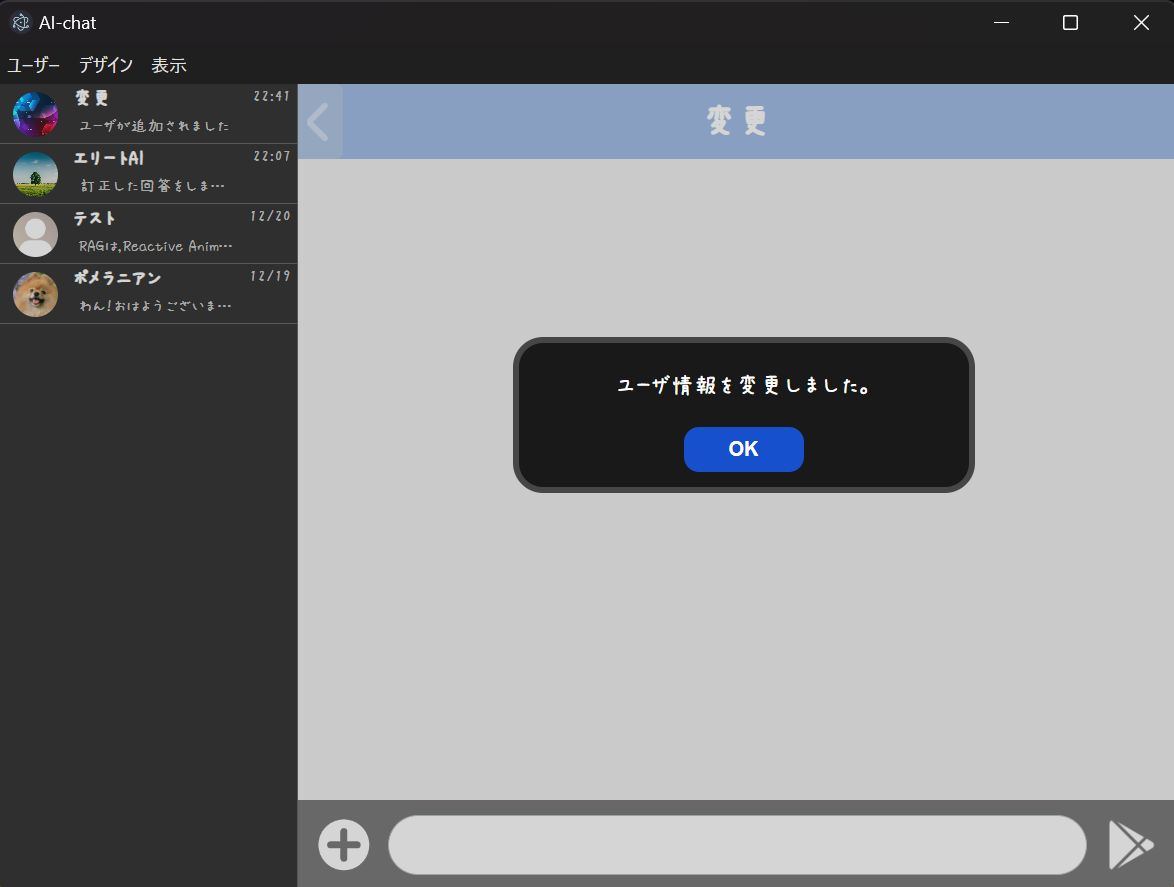 AI-chat
ユーザー デザイン 表示
変更 22:41
ユーザが追加されました
エリートAI 22:07
訂正した回答をしま…
テスト 12/20
RAGは,Reactive Anim…
ポメラニアン 12/19
わん!おはようございま…
変更
ユーザ情報を変更しました。
OK